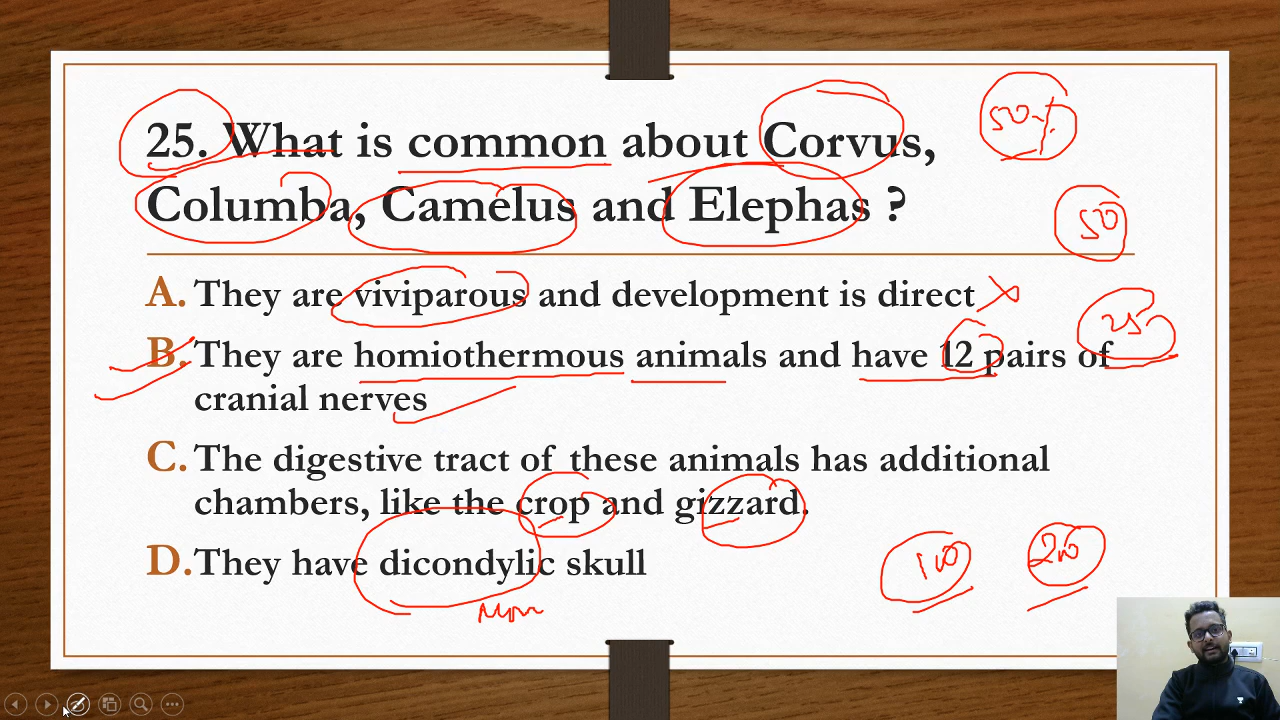 25. What is common about Corvus,
Columba, Camelus and Elephas ?
50%
50
A. They are viviparous and development is direct
B. They are homiothermous animals and have 12 pairs of
cranial nerves
C. The digestive tract of these animals has additional
chambers, like the crop and gizzard.
D. They have dicondylic skull